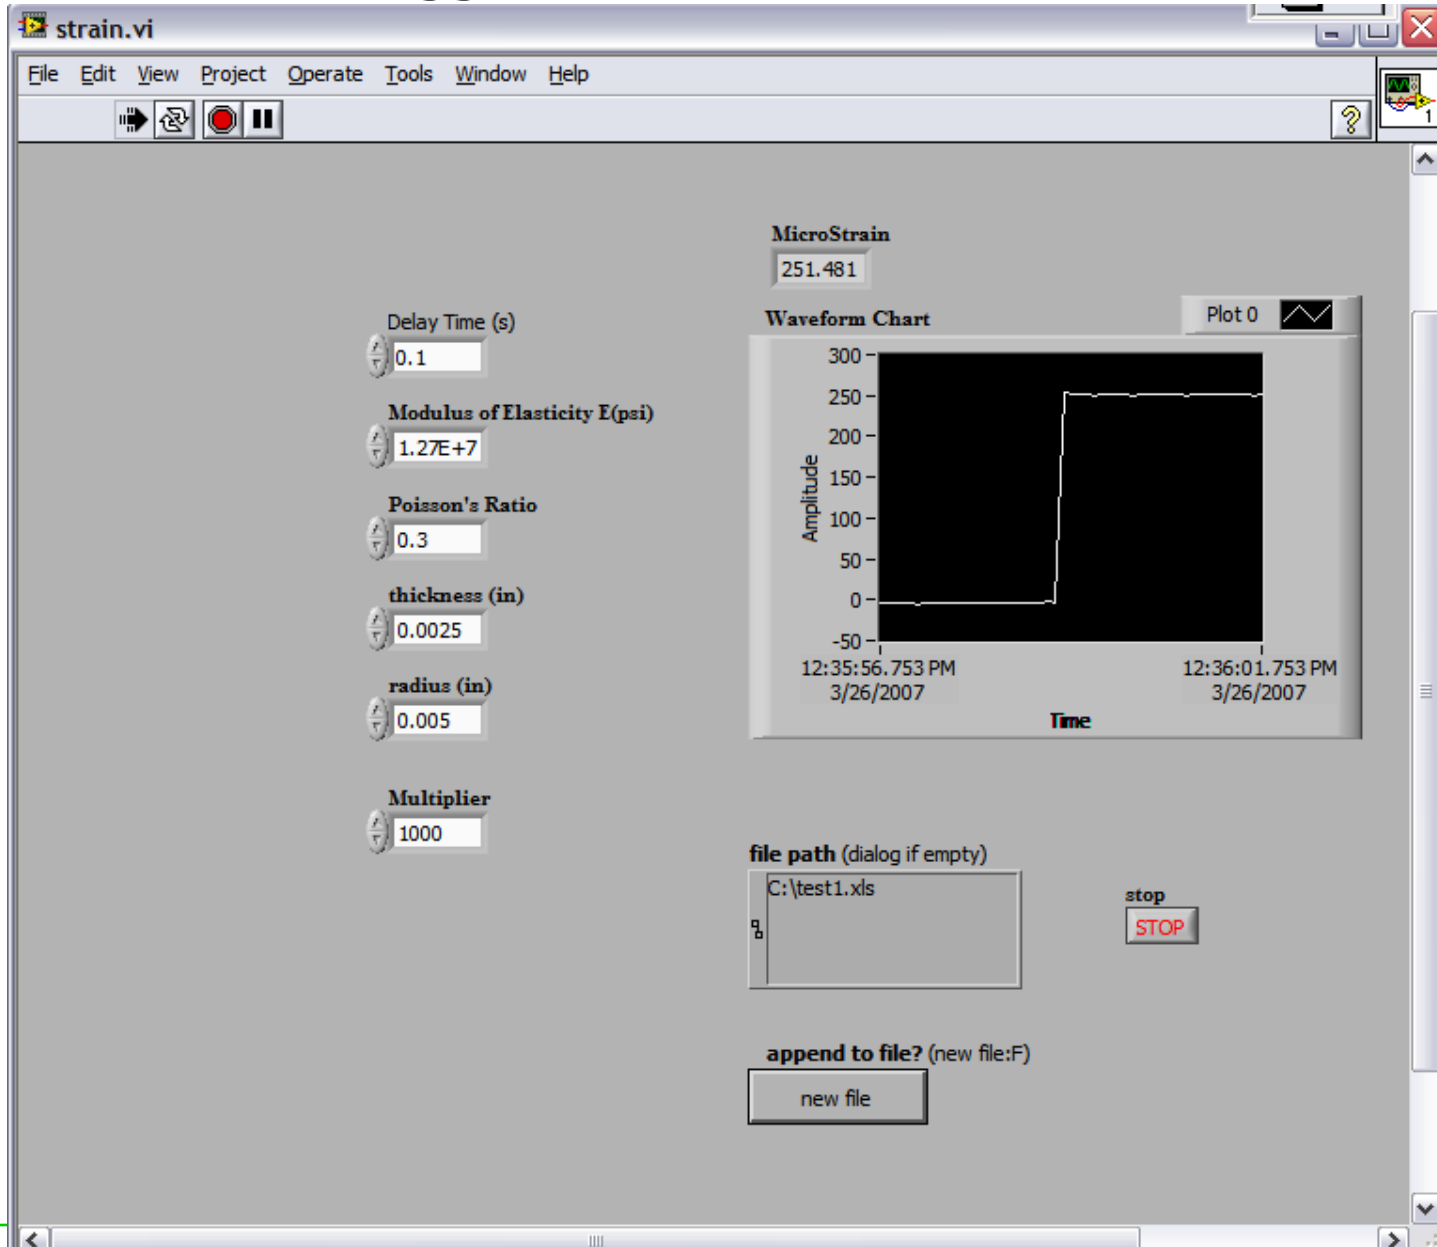 strain.vi
File Edit View Project Operate Tools Window Help
1
MicroStrain
251.481
Delay Time (s)
0.1
Modulus of Elasticity E(psi)
1.27E+7
Poisson's Ratio
0.3
thickness (in)
0.0025
radius (in)
0.005
Multiplier
1000
Waveform Chart
Plot 0
Amplitude
300
250
200
150
100
50
0
-50
12:35:56.753 PM 12:36:01.753 PM
3/26/2007 3/26/2007
Time
file path (dialog if empty)
C:\test1.xls
stop
STOP
append to file? (new file:F)
new file